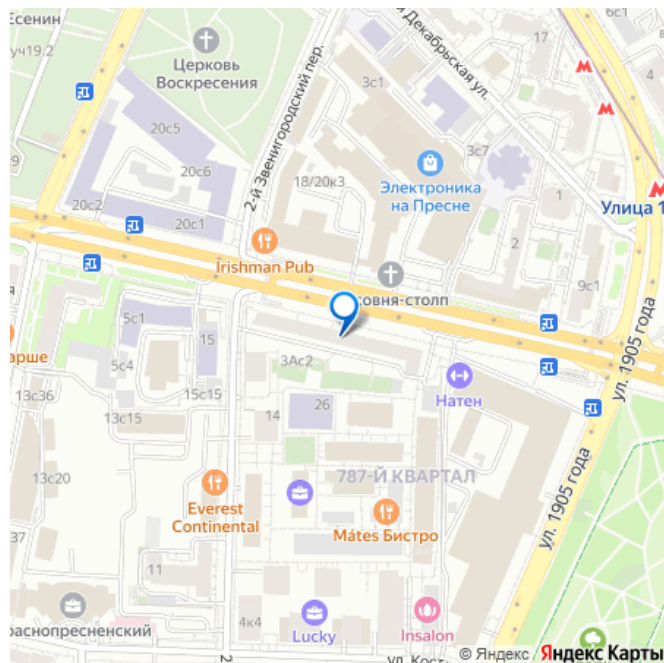 Есенин
уч19.2
Церковь
Воскресения
2-й Звенигородский пер.
Декабрьская ул.
6с1
17
3с1
20с5
20с6
20с2
20с1
18/20к3
3с7
Электроника
на Пресне
1
Улица 1
2
9с1
Irishman Pub
совня-столп
5с1
15
5с4
арше
13с36
15с15
13с15
3Ас2
14
26
Натен
ул. 1905 года
13с20
787-Й КВАРТАЛ
Everest
Continental
Mátes Бистро
ул. 1905 года
37
11
раснопресненский
4к4
Lucky
Insalon
2
ул. Кост
© Яндекс Яндекс Карты